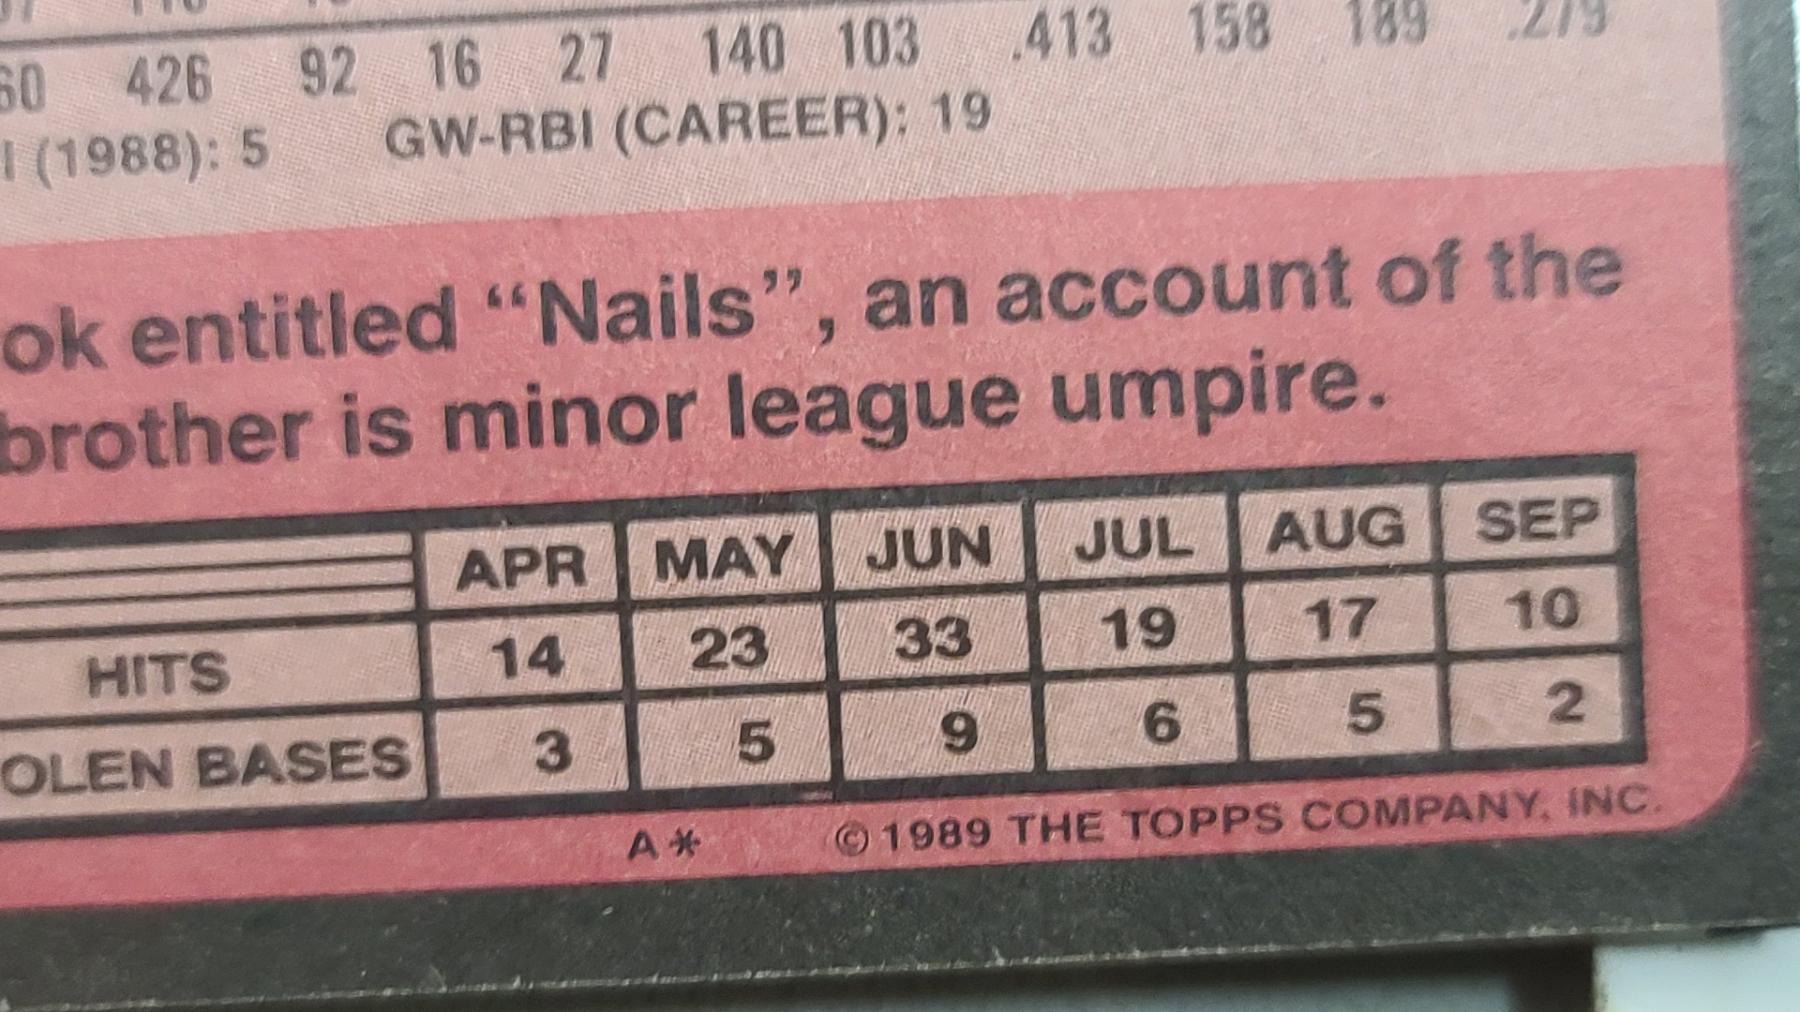 426 92 16 27 140 103 .413 158 189 .279
(1988): 5 GW-RBI (CAREER): 19
ok entitled “Nails”, an account of the
brother is minor league umpire.
APR MAY JUN JUL AUG SEP
HITS 14 23 33 19 17 10
OLEN BASES 3 5 9 6 5 2
A* © 1989 THE TOPPS COMPANY, INC.